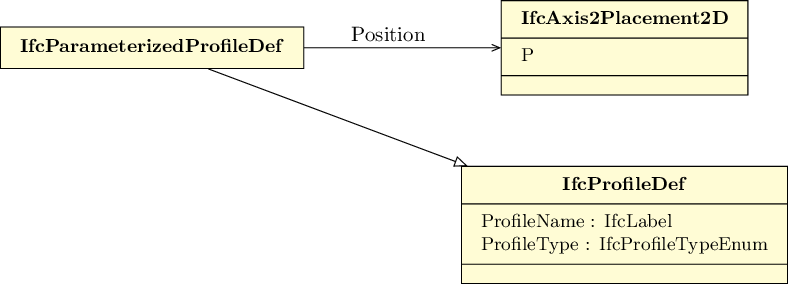 IfcParameterizedProfileDef
Position
IfcAxis2Placement2D
P
IfcProfileDef
ProfileName : IfcLabel
ProfileType : IfcProfileTypeEnum